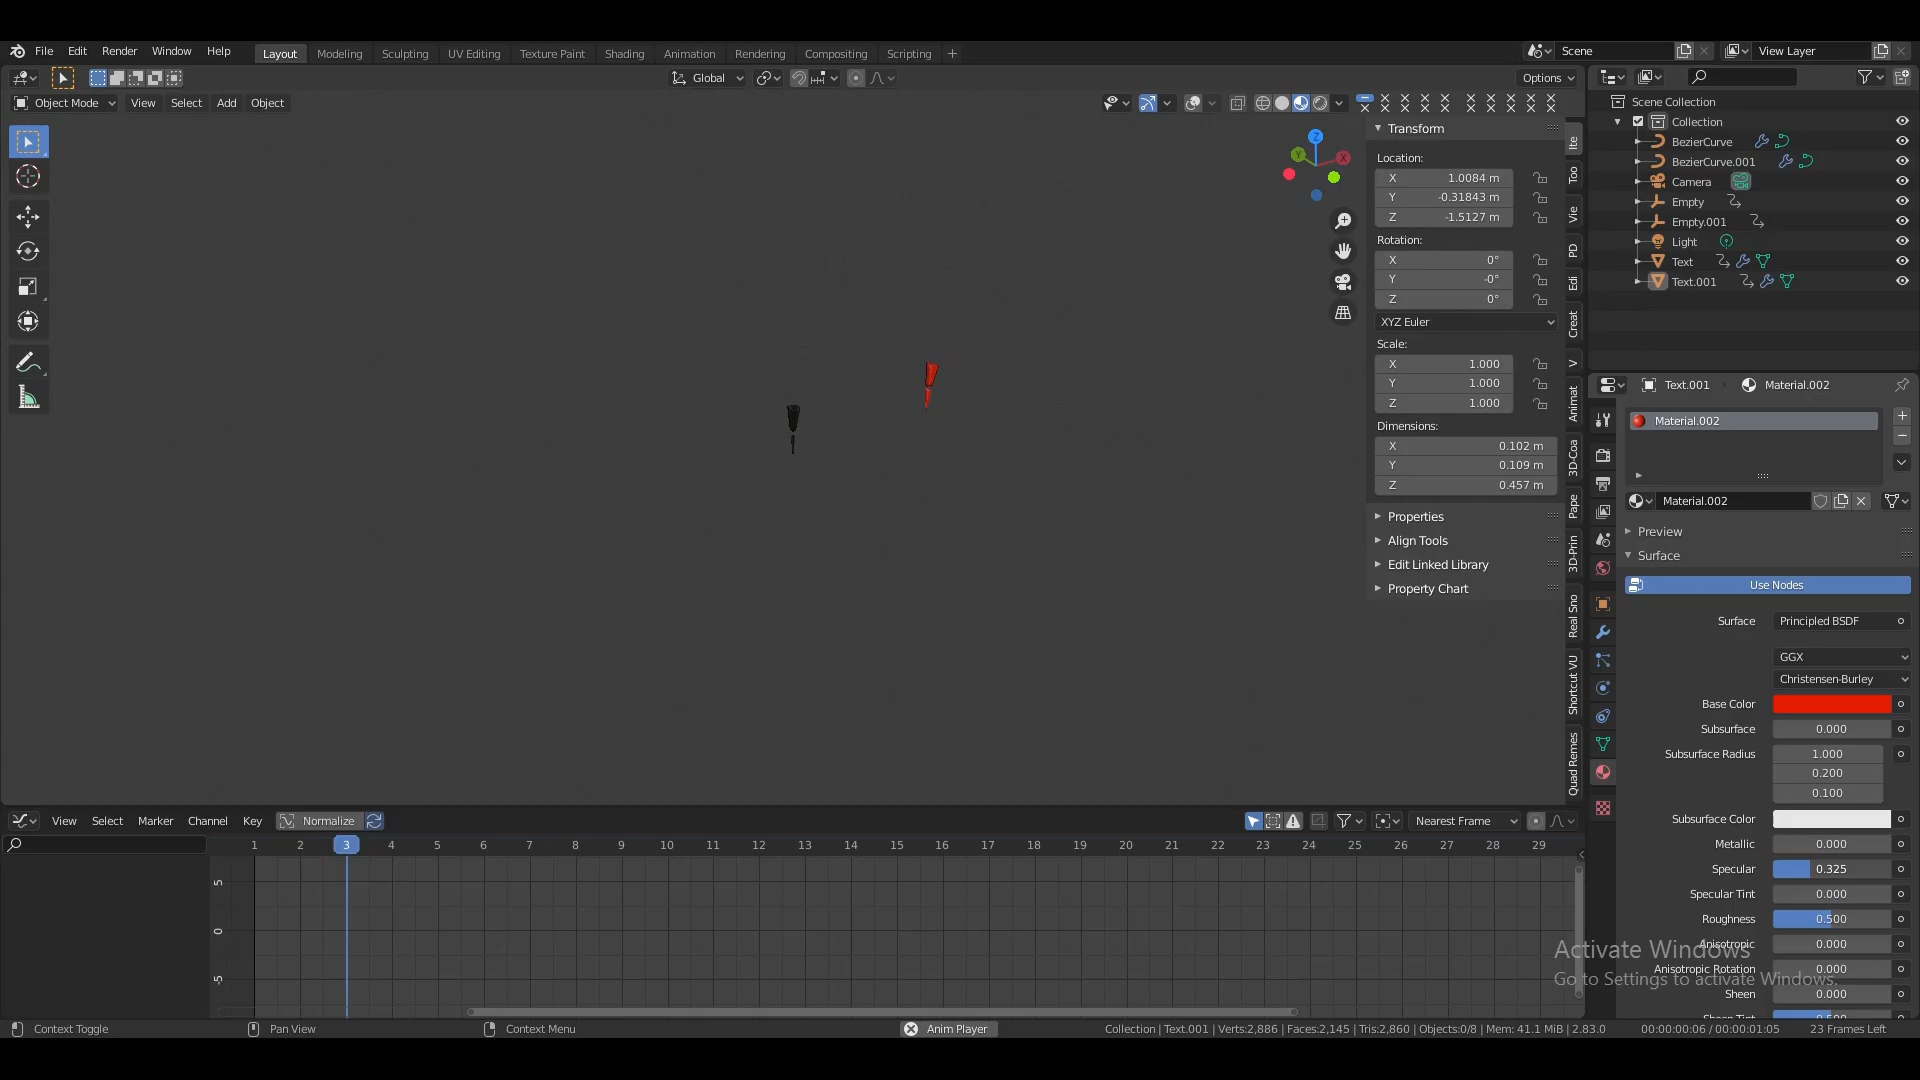 File Edit Render Window Help Layout Modeling Sculpting UV Editing Texture Paint Shading Animation Rendering Compositing Scripting + Scene View Layer
Global Options
Object Mode View Select Add Object
Scene Collection
Collection
BezierCurve
BezierCurve.001
Camera
Empty
Empty.001
Light
Text
Text.001
Z
Y
X
Transform
Location:
X 1.0084 m
Y -0.31843 m
Z -1.5127 m
Rotation:
X 0°
Y -0°
Z 0°
XYZ Euler
Scale:
X 1.000
Y 1.000
Z 1.000
Dimensions:
X 0.102 m
Y 0.109 m
Z 0.457 m
Properties
Align Tools
Edit Linked Library
Property Chart
Ite
Too
Vie
PD
Edi
Creat
V
Animat
3D-Coa
Pape
3D-Prin
Real Sno
Shortcut VU
Quad Remes
Text.001 Material.002
Material.002
Material.002
Preview
Surface
Use Nodes
Surface Principled BSDF
GGX
Christensen-Burley
Base Color
Subsurface 0.000
Subsurface Radius 1.000
0.200
0.100
Subsurface Color
Metallic 0.000
Specular 0.325
Specular Tint 0.000
Roughness 0.500
Anisotropic 0.000
Anisotropic Rotation 0.000
Sheen 0.000
Activate Windows
Go to Settings to activate Windows.
View Select Marker Channel Key Normalize Nearest Frame
1 2 3 4 5 6 7 8 9 10 11 12 13 14 15 16 17 18 19 20 21 22 23 24 25 26 27 28 29
5
0
-5
Context Toggle Pan View Context Menu Anim Player Collection | Text.001 | Verts:2,886 | Faces:2,145 | Tris:2,860 | Objects:0/8 | Mem: 41.1 MiB | 2.83.0 00:00:00:06 / 00:00:01:05 23 Frames Left